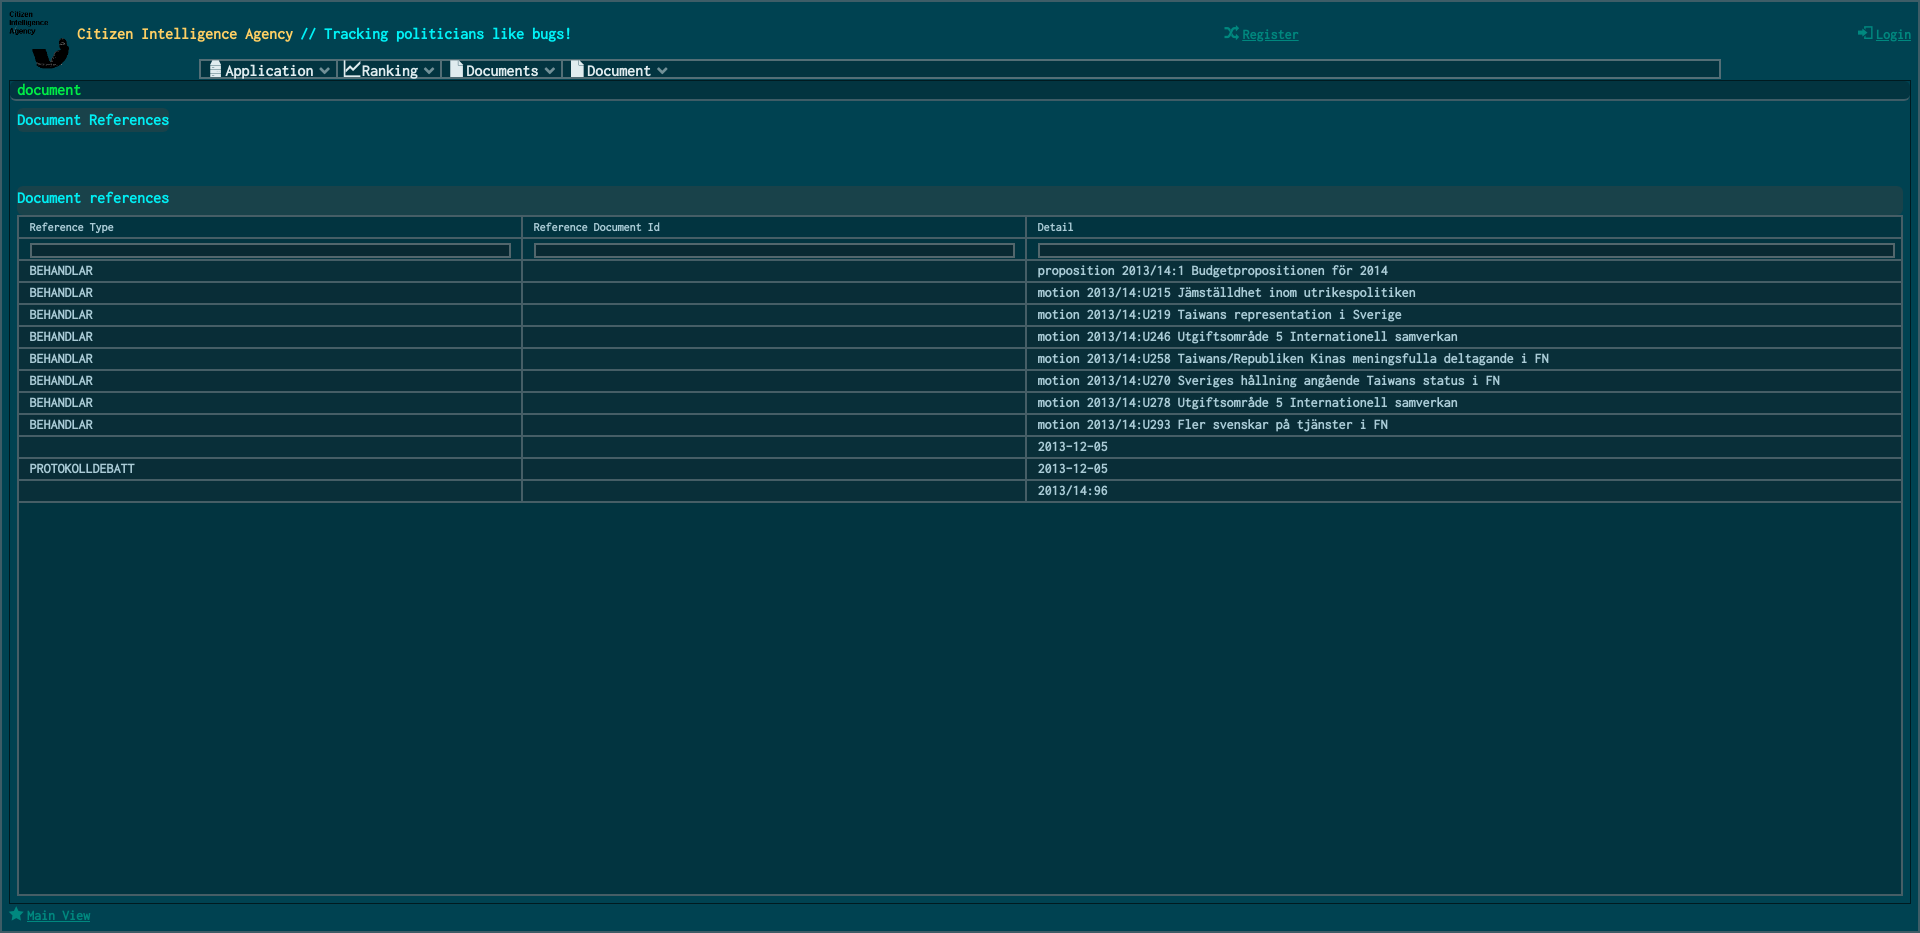 Citizen
Intelligence
Agency
Citizen Intelligence Agency // Tracking politicians like bugs!
Register
Login
Application
Ranking
Documents
Document
document
Document References
Document references
Reference Type Reference Document Id Detail
BEHANDLAR proposition 2013/14:1 Budgetpropositionen för 2014
BEHANDLAR motion 2013/14:U215 Jämställdhet inom utrikespolitiken
BEHANDLAR motion 2013/14:U219 Taiwans representation i Sverige
BEHANDLAR motion 2013/14:U246 Utgiftsområde 5 Internationell samverkan
BEHANDLAR motion 2013/14:U258 Taiwans/Republiken Kinas meningsfulla deltagande i FN
BEHANDLAR motion 2013/14:U270 Sveriges hållning angående Taiwans status i FN
BEHANDLAR motion 2013/14:U278 Utgiftsområde 5 Internationell samverkan
BEHANDLAR motion 2013/14:U293 Fler svenskar på tjänster i FN
2013-12-05
PROTOKOLLDEBATT 2013-12-05
2013/14:96
Main View